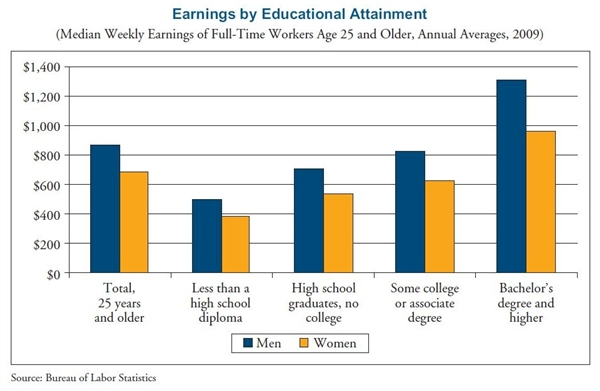 Earnings by Educational Attainment
(Median Weekly Earnings of Full-Time Workers Age 25 and Older, Annual Averages, 2009)
$1,400
$1,200
$1,000
$800
$600
$400
$200
$0
Total,
25 years
and older
Less than a
high school
diploma
High school
graduates, no
college
Some college
or associate
degree
Bachelor's
degree and
higher
Men
Women
Source: Bureau of Labor Statistics